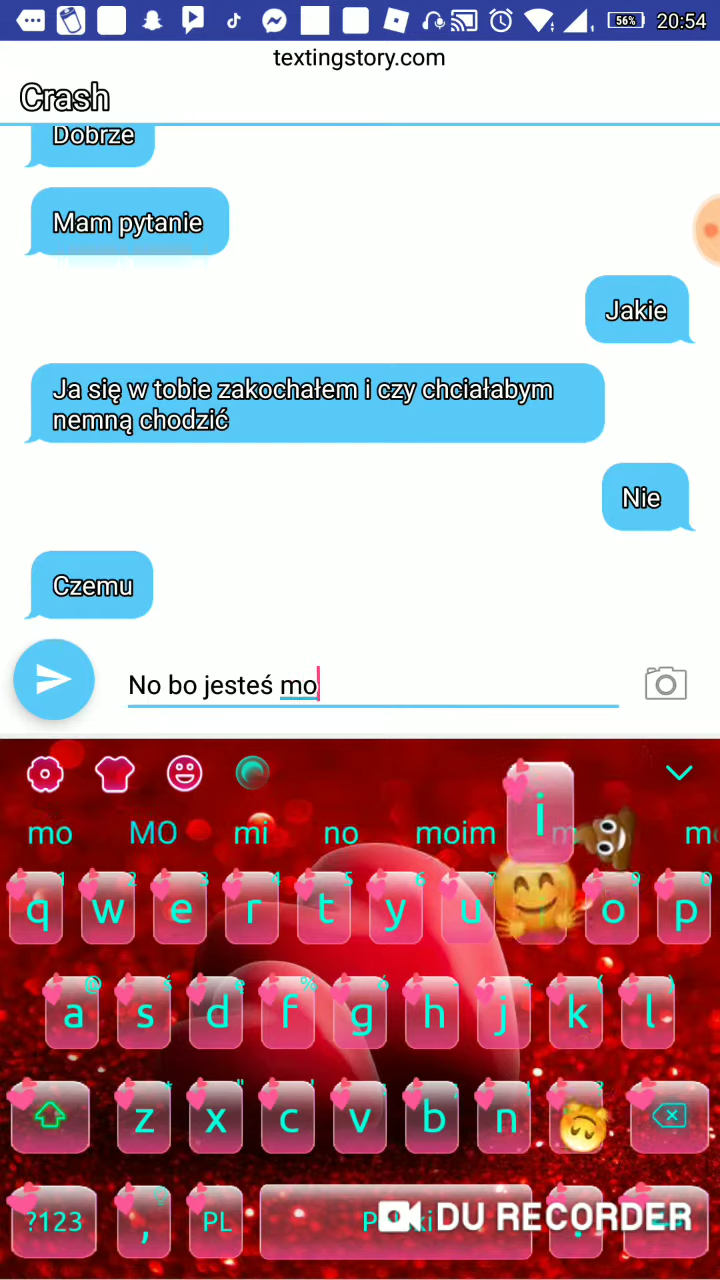 56% 20:54
textingstory.com
Crash
Dobrze
Mam pytanie
Jakie
Ja się w tobie zakochałem i czy chciałabym
nemną chodzić
Nie
Czemu
No bo jesteś mo
mo MO mi no moim
i
q w e r t y u o p
a s d f g h j k l
z x c v b n
?123 , PL
DU RECORDER